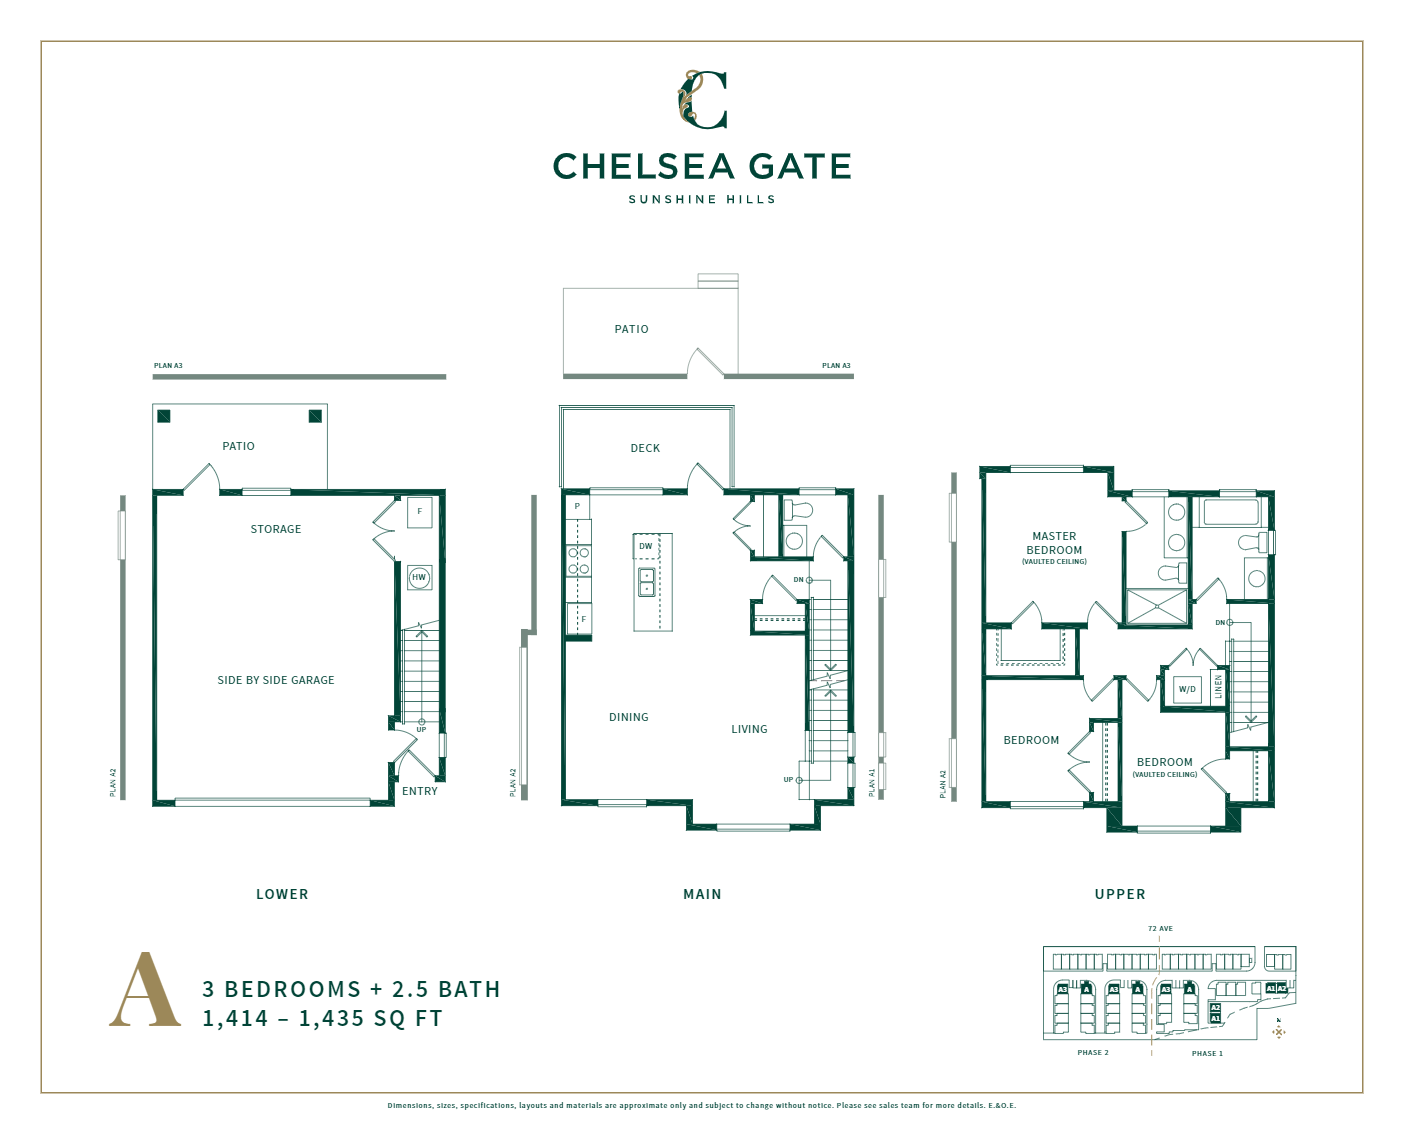 C
CHELSEA GATE
SUNSHINE HILLS
PLAN A3
PATIO
STORAGE
F
HW
SIDE BY SIDE GARAGE
UP
ENTRY
PLAN A2
LOWER
PATIO
PLAN A3
DECK
P
DW
F
DN
DINING
LIVING
UP
PLAN A2
PLAN A1
MAIN
MASTER
BEDROOM
(VAULTED CEILING)
DN
W/D
LINEN
BEDROOM
BEDROOM
(VAULTED CEILING)
PLAN A2
UPPER
A
3 BEDROOMS + 2.5 BATH
1,414 – 1,435 SQ FT
72 AVE
A3 A A3 A A3 A A1 A2
A2
A1
N
PHASE 2
PHASE 1
Dimensions, sizes, specifications, layouts and materials are approximate only and subject to change without notice. Please see sales team for more details. E.&O.E.